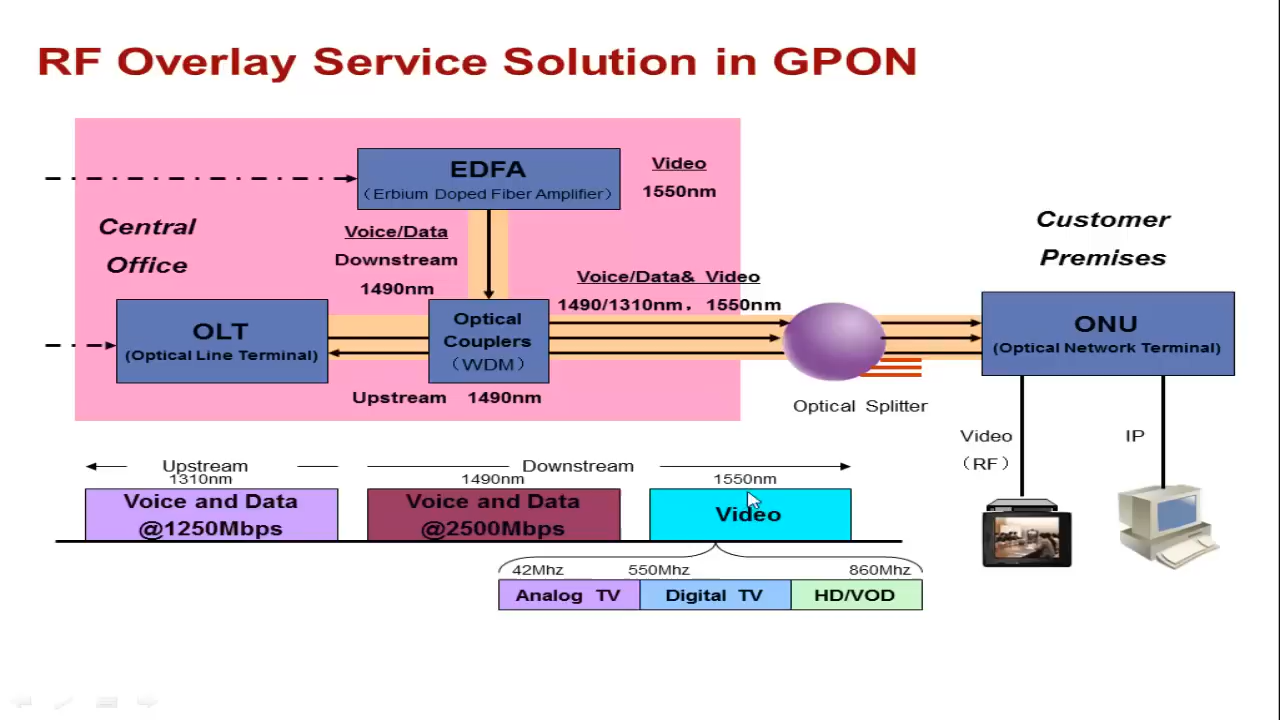 RF Overlay Service Solution in GPON
EDFA
（Erbium Doped Fiber Amplifier）
Video
1550nm
Central
Office
Voice/Data
Downstream
1490nm
Customer
Premises
Voice/Data& Video
1490/1310nm，1550nm
OLT
(Optical Line Terminal)
Optical
Couplers
（WDM）
ONU
(Optical Network Terminal)
Upstream 1490nm
Optical Splitter
Video
（RF）
IP
Upstream
1310nm
Downstream
1490nm
1550nm
Voice and Data
@1250Mbps
Voice and Data
@2500Mbps
Video
42Mhz
550Mhz
860Mhz
Analog TV
Digital TV
HD/VOD